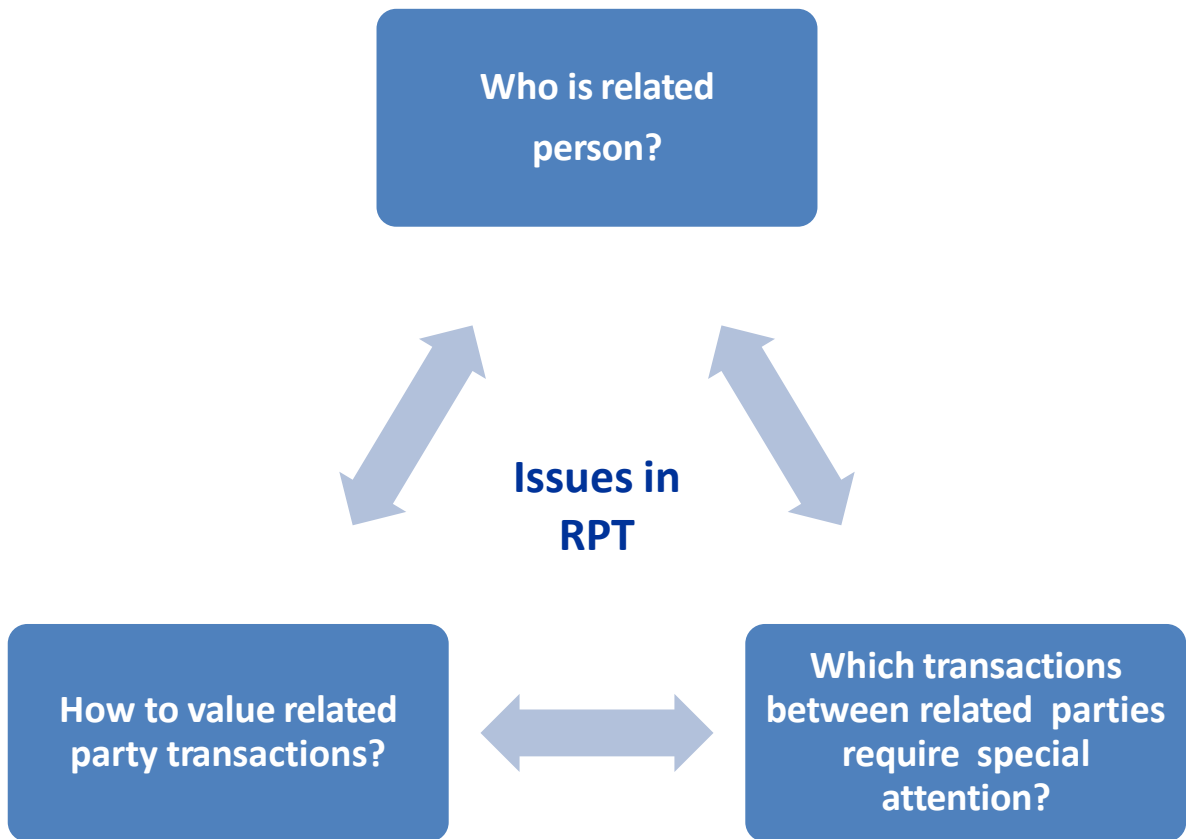 Who is related
person?
Issues in
RPT
How to value related
party transactions?
Which transactions
between related  parties
require  special
attention?